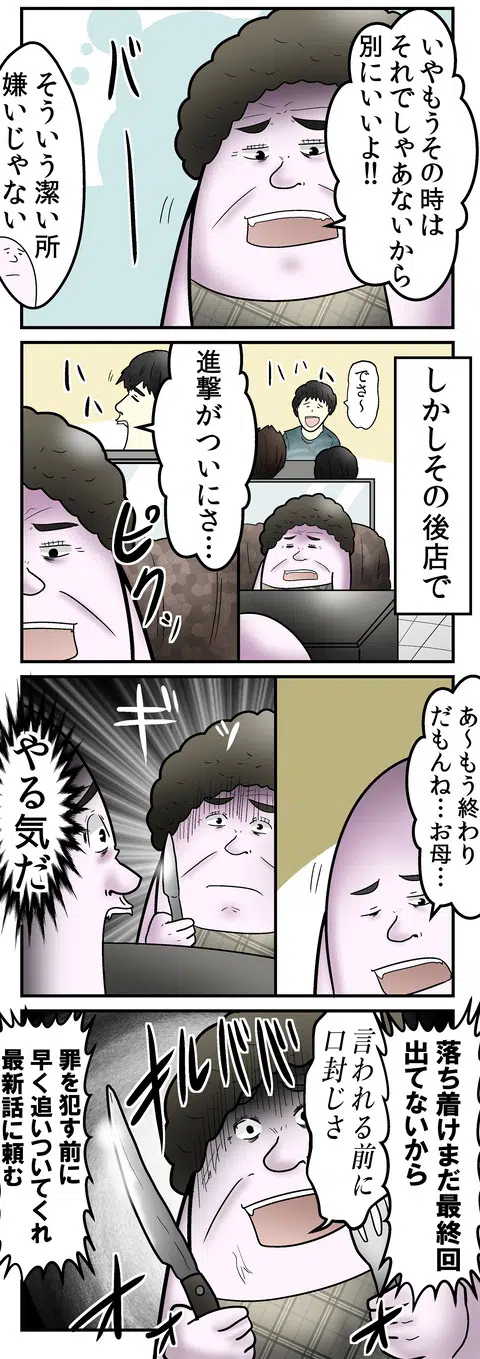 いやもうその時は
それでしゃあないから
別にいいよ!!
バーー
そういう潔い所
嫌いじゃない
しかしその後店で
でさ〜
ハハハ
ハハハ
進撃がついにさ…
ピクッ
あ〜もう終わり
だもんね…お母…
ギッ
やる気だ
落ち着けまだ最終回
出てないから
言われる前に
口封じさ
ギルルババババ
罪を犯す前に
早く追いついてくれ
最新話に頼む